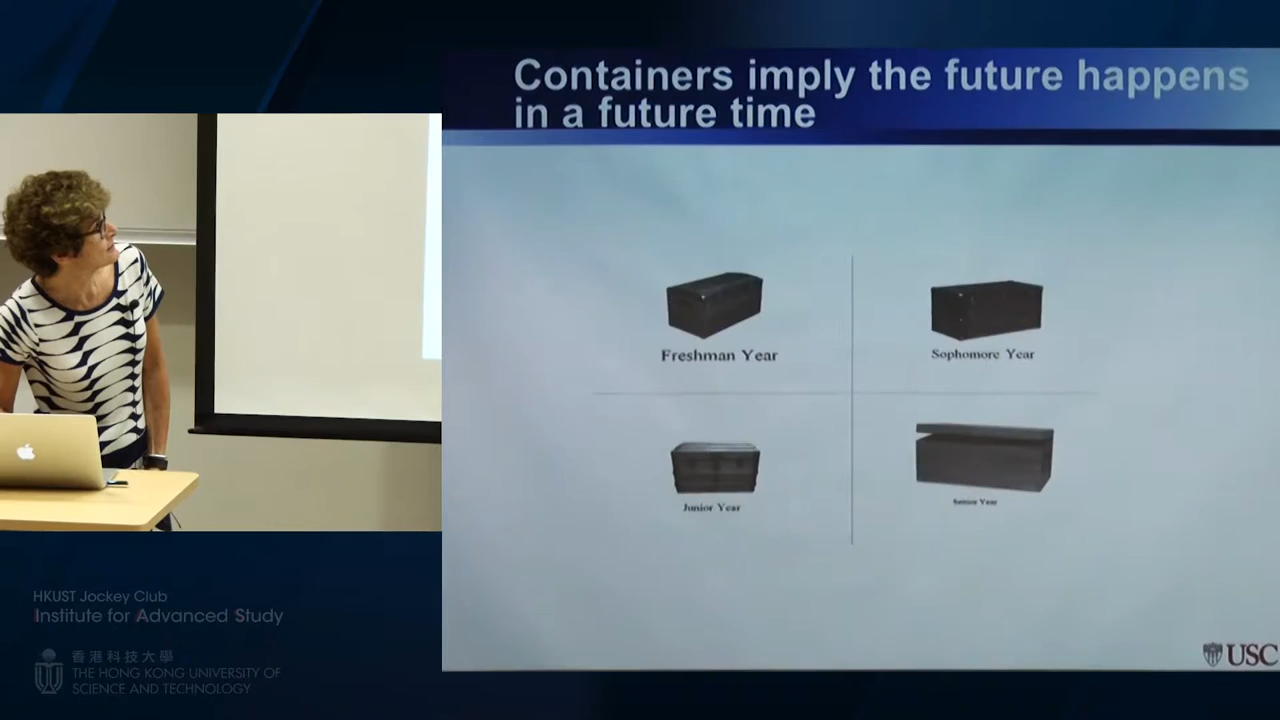 Containers imply the future happens
in a future time
Freshman Year
Sophomore Year
Junior Year
Senior Year
USC
HKUST Jockey Club
Institute for Advanced Study
香港科技大學
THE HONG KONG UNIVERSITY OF
SCIENCE AND TECHNOLOGY